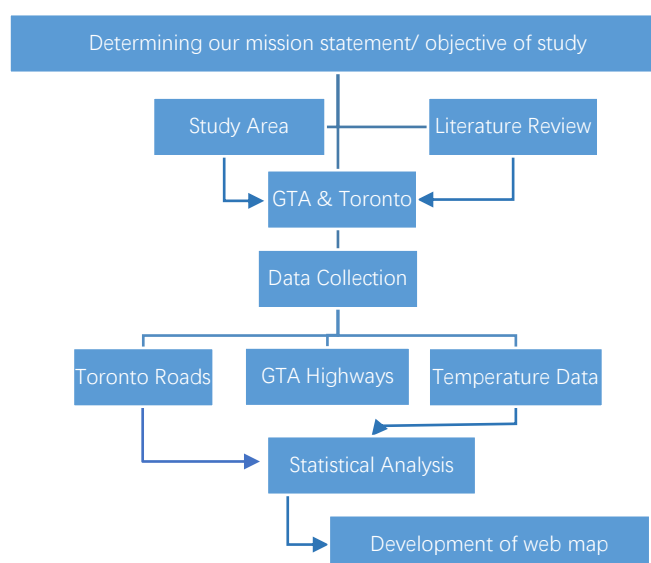 Determining our mission statement/ objective of study
Study Area
Literature Review
GTA & Toronto
Data Collection
Toronto Roads
GTA Highways
Temperature Data
Statistical Analysis
Development of web map